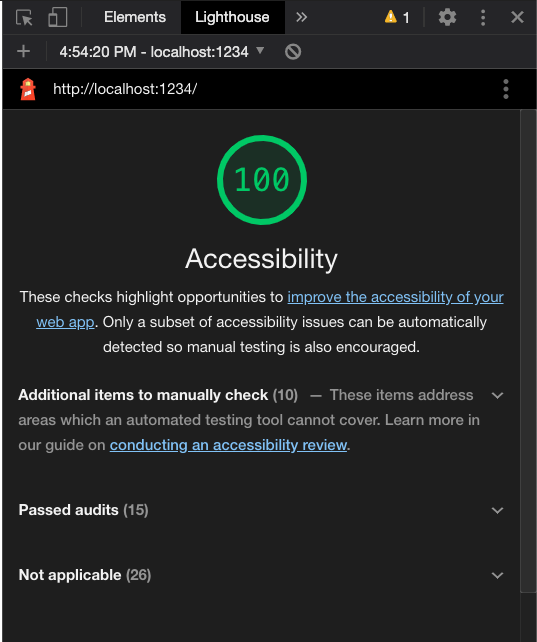 Elements Lighthouse » 1
+ 4:54:20 PM - localhost:1234
http://localhost:1234/
100
Accessibility
These checks highlight opportunities to improve the accessibility of your
web app. Only a subset of accessibility issues can be automatically
detected so manual testing is also encouraged.
Additional items to manually check (10) — These items address
areas which an automated testing tool cannot cover. Learn more in
our guide on conducting an accessibility review.
Passed audits (15)
Not applicable (26)